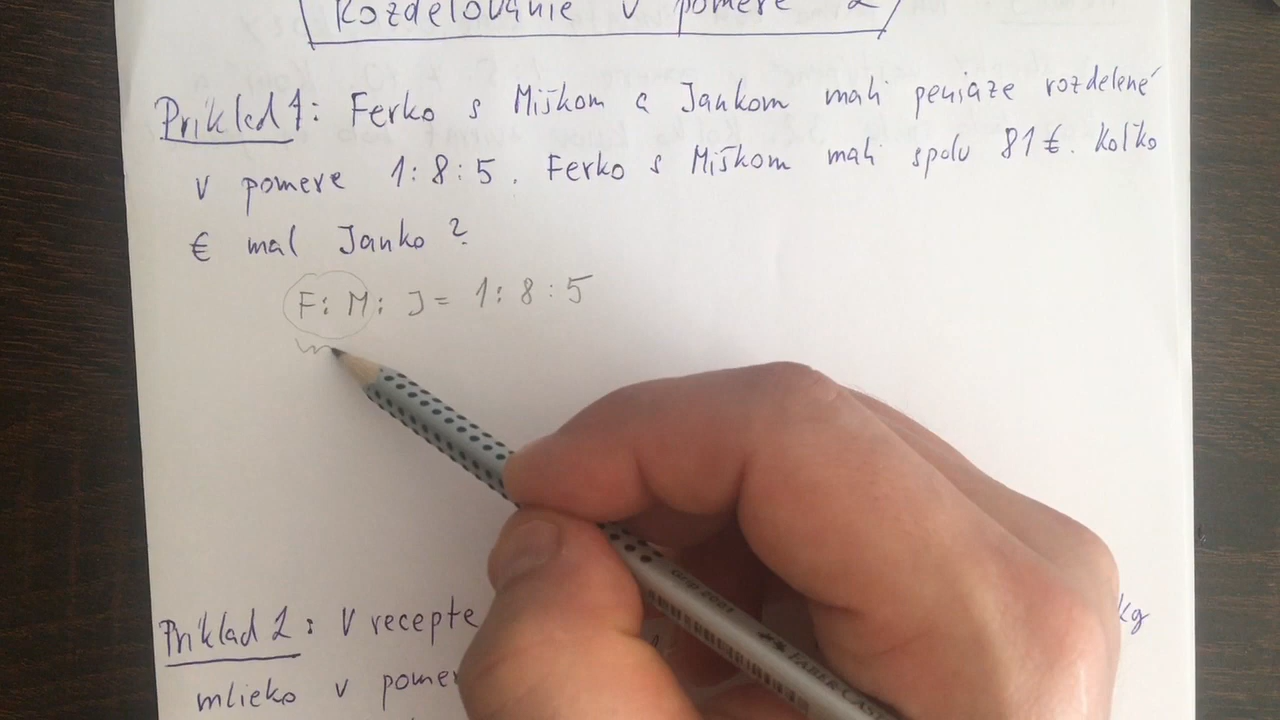 Rozdeľovanie v pomere 2
Príklad 1: Ferko s Miškom a Jankom mali peniaze rozdelené
v pomere 1:8:5. Ferko s Miškom mali spolu 81 €. Koľko
€ mal Janko?
F: M: J = 1:8:5
Príklad 2: V recepte kg
mlieko v pomer